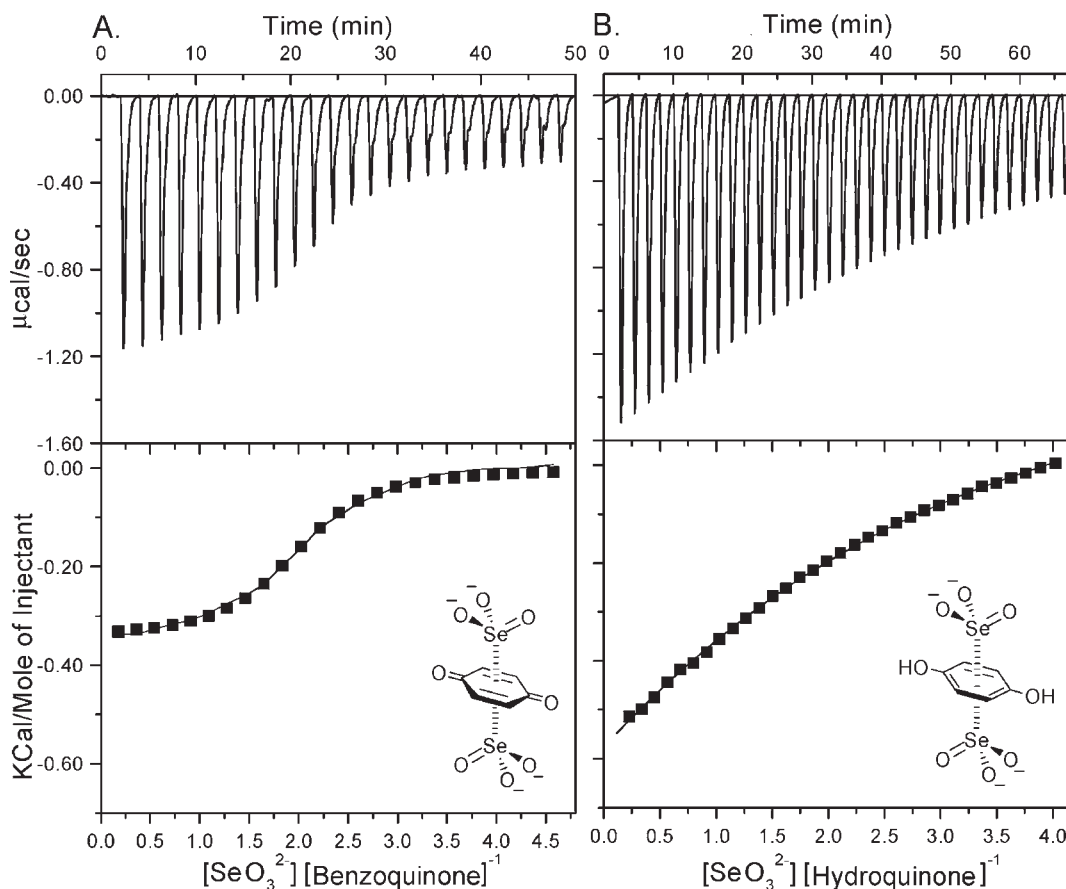 A.
Time (min)
0 10 20 30 40 50
0.00
-0.40
-0.80
-1.20
-1.60
µcal/sec
0.00
-0.20
-0.40
-0.60
KCal/Mole of Injectant
0.0 0.5 1.0 1.5 2.0 2.5 3.0 3.5 4.0 4.5
[SeO₃²⁻] [Benzoquinone]⁻¹
O⁻
O⁻
Se
O
O
O
Se
O
O⁻
O⁻
B.
Time (min)
0 10 20 30 40 50 60
0.0 0.5 1.0 1.5 2.0 2.5 3.0 3.5 4.0
[SeO₃²⁻] [Hydroquinone]⁻¹
O⁻
O⁻
Se
O
HO
OH
Se
O
O⁻
O⁻